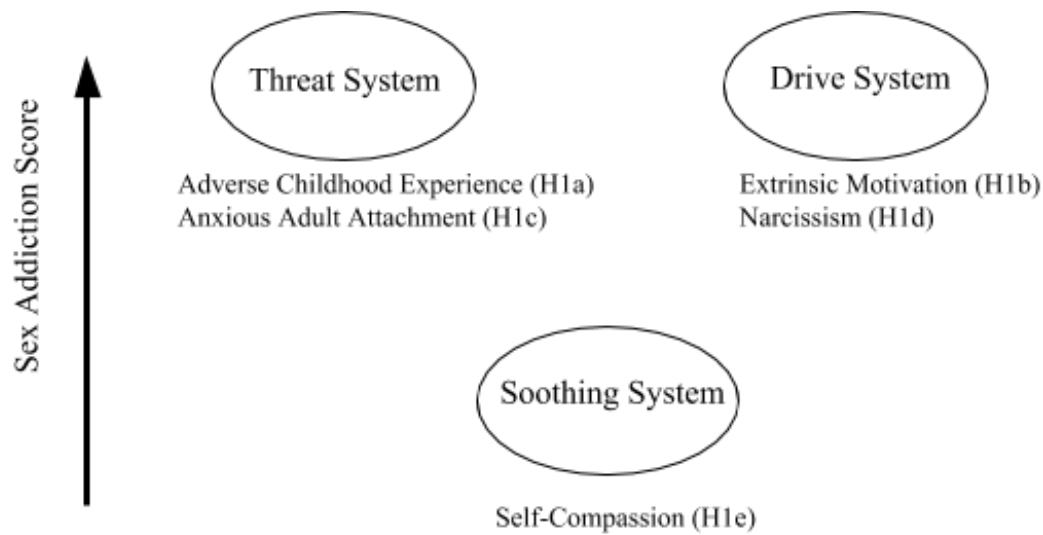 Threat System
Drive System
Adverse Childhood Experience (H1a)
Anxious Adult Attachment (H1c)
Extrinsic Motivation (H1b)
Narcissism (H1d)
Sex Addiction Score
Soothing System
Self-Compassion (H1e)